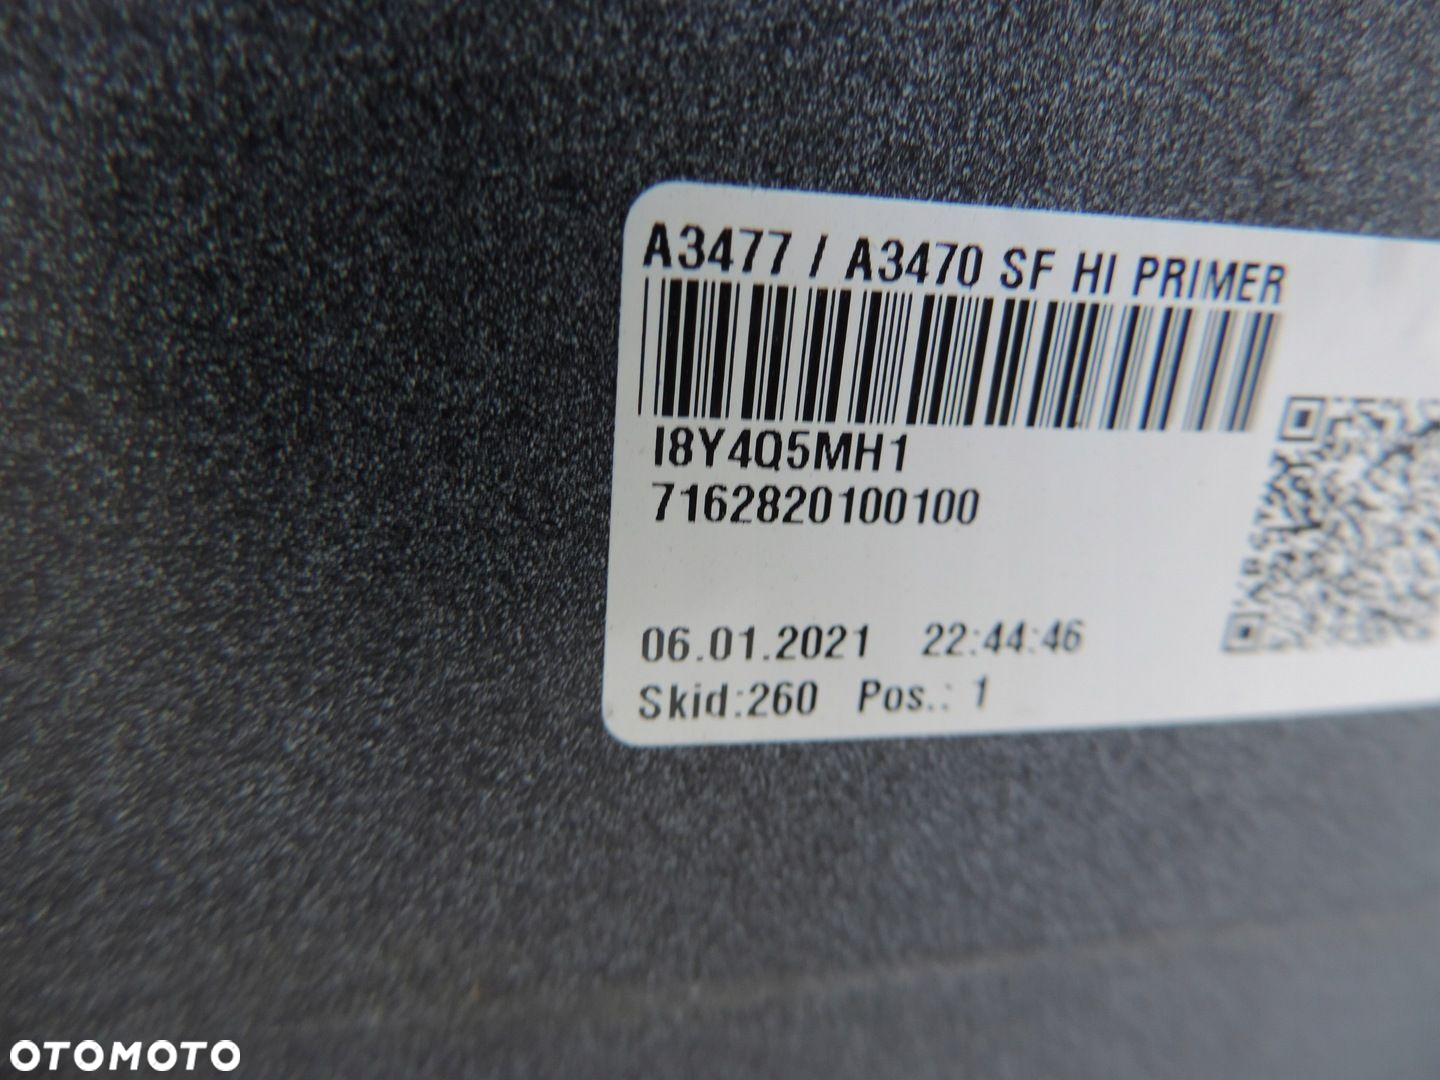 A3477 / A3470 SF HI PRIMER
I8Y4Q5MH1
7162820100100
06.01.2021 22:44:46
Skid:260 Pos.: 1
OTOMOTO